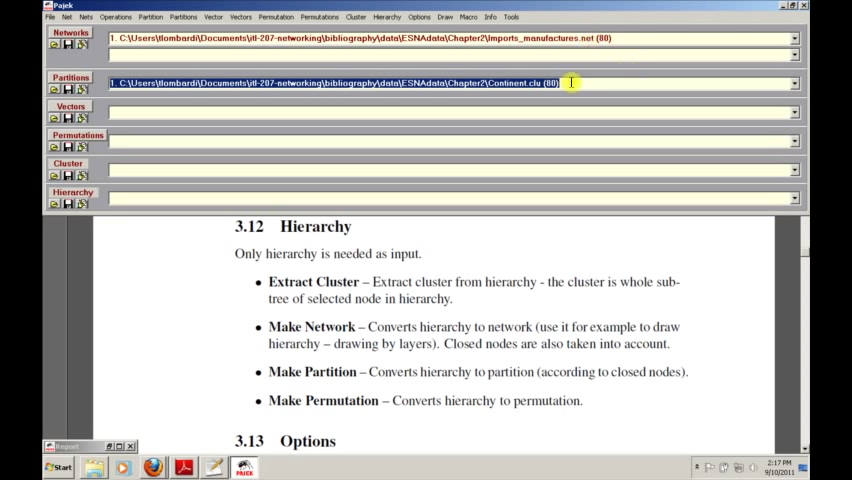 Pajek
File Net Nets Operations Partition Partitions Vector Vectors Permutation Permutations Cluster Hierarchy Options Draw Macro Info Tools
Networks
1. C:\Users\tlombardi\Documents\itl-207-networking\bibliography\data\ESNAdata\Chapter2\Imports_manufactures.net (80)
Partitions
1. C:\Users\tlombardi\Documents\itl-207-networking\bibliography\data\ESNAdata\Chapter2\Continent.clu (80)
Vectors
Permutations
Cluster
Hierarchy
3.12 Hierarchy
Only hierarchy is needed as input.
• Extract Cluster – Extract cluster from hierarchy - the cluster is whole sub-
tree of selected node in hierarchy.
• Make Network – Converts hierarchy to network (use it for example to draw
hierarchy – drawing by layers). Closed nodes are also taken into account.
• Make Partition – Converts hierarchy to partition (according to closed nodes).
• Make Permutation – Converts hierarchy to permutation.
3.13 Options
Report
Start
PAJEK
2:17 PM
9/10/2011